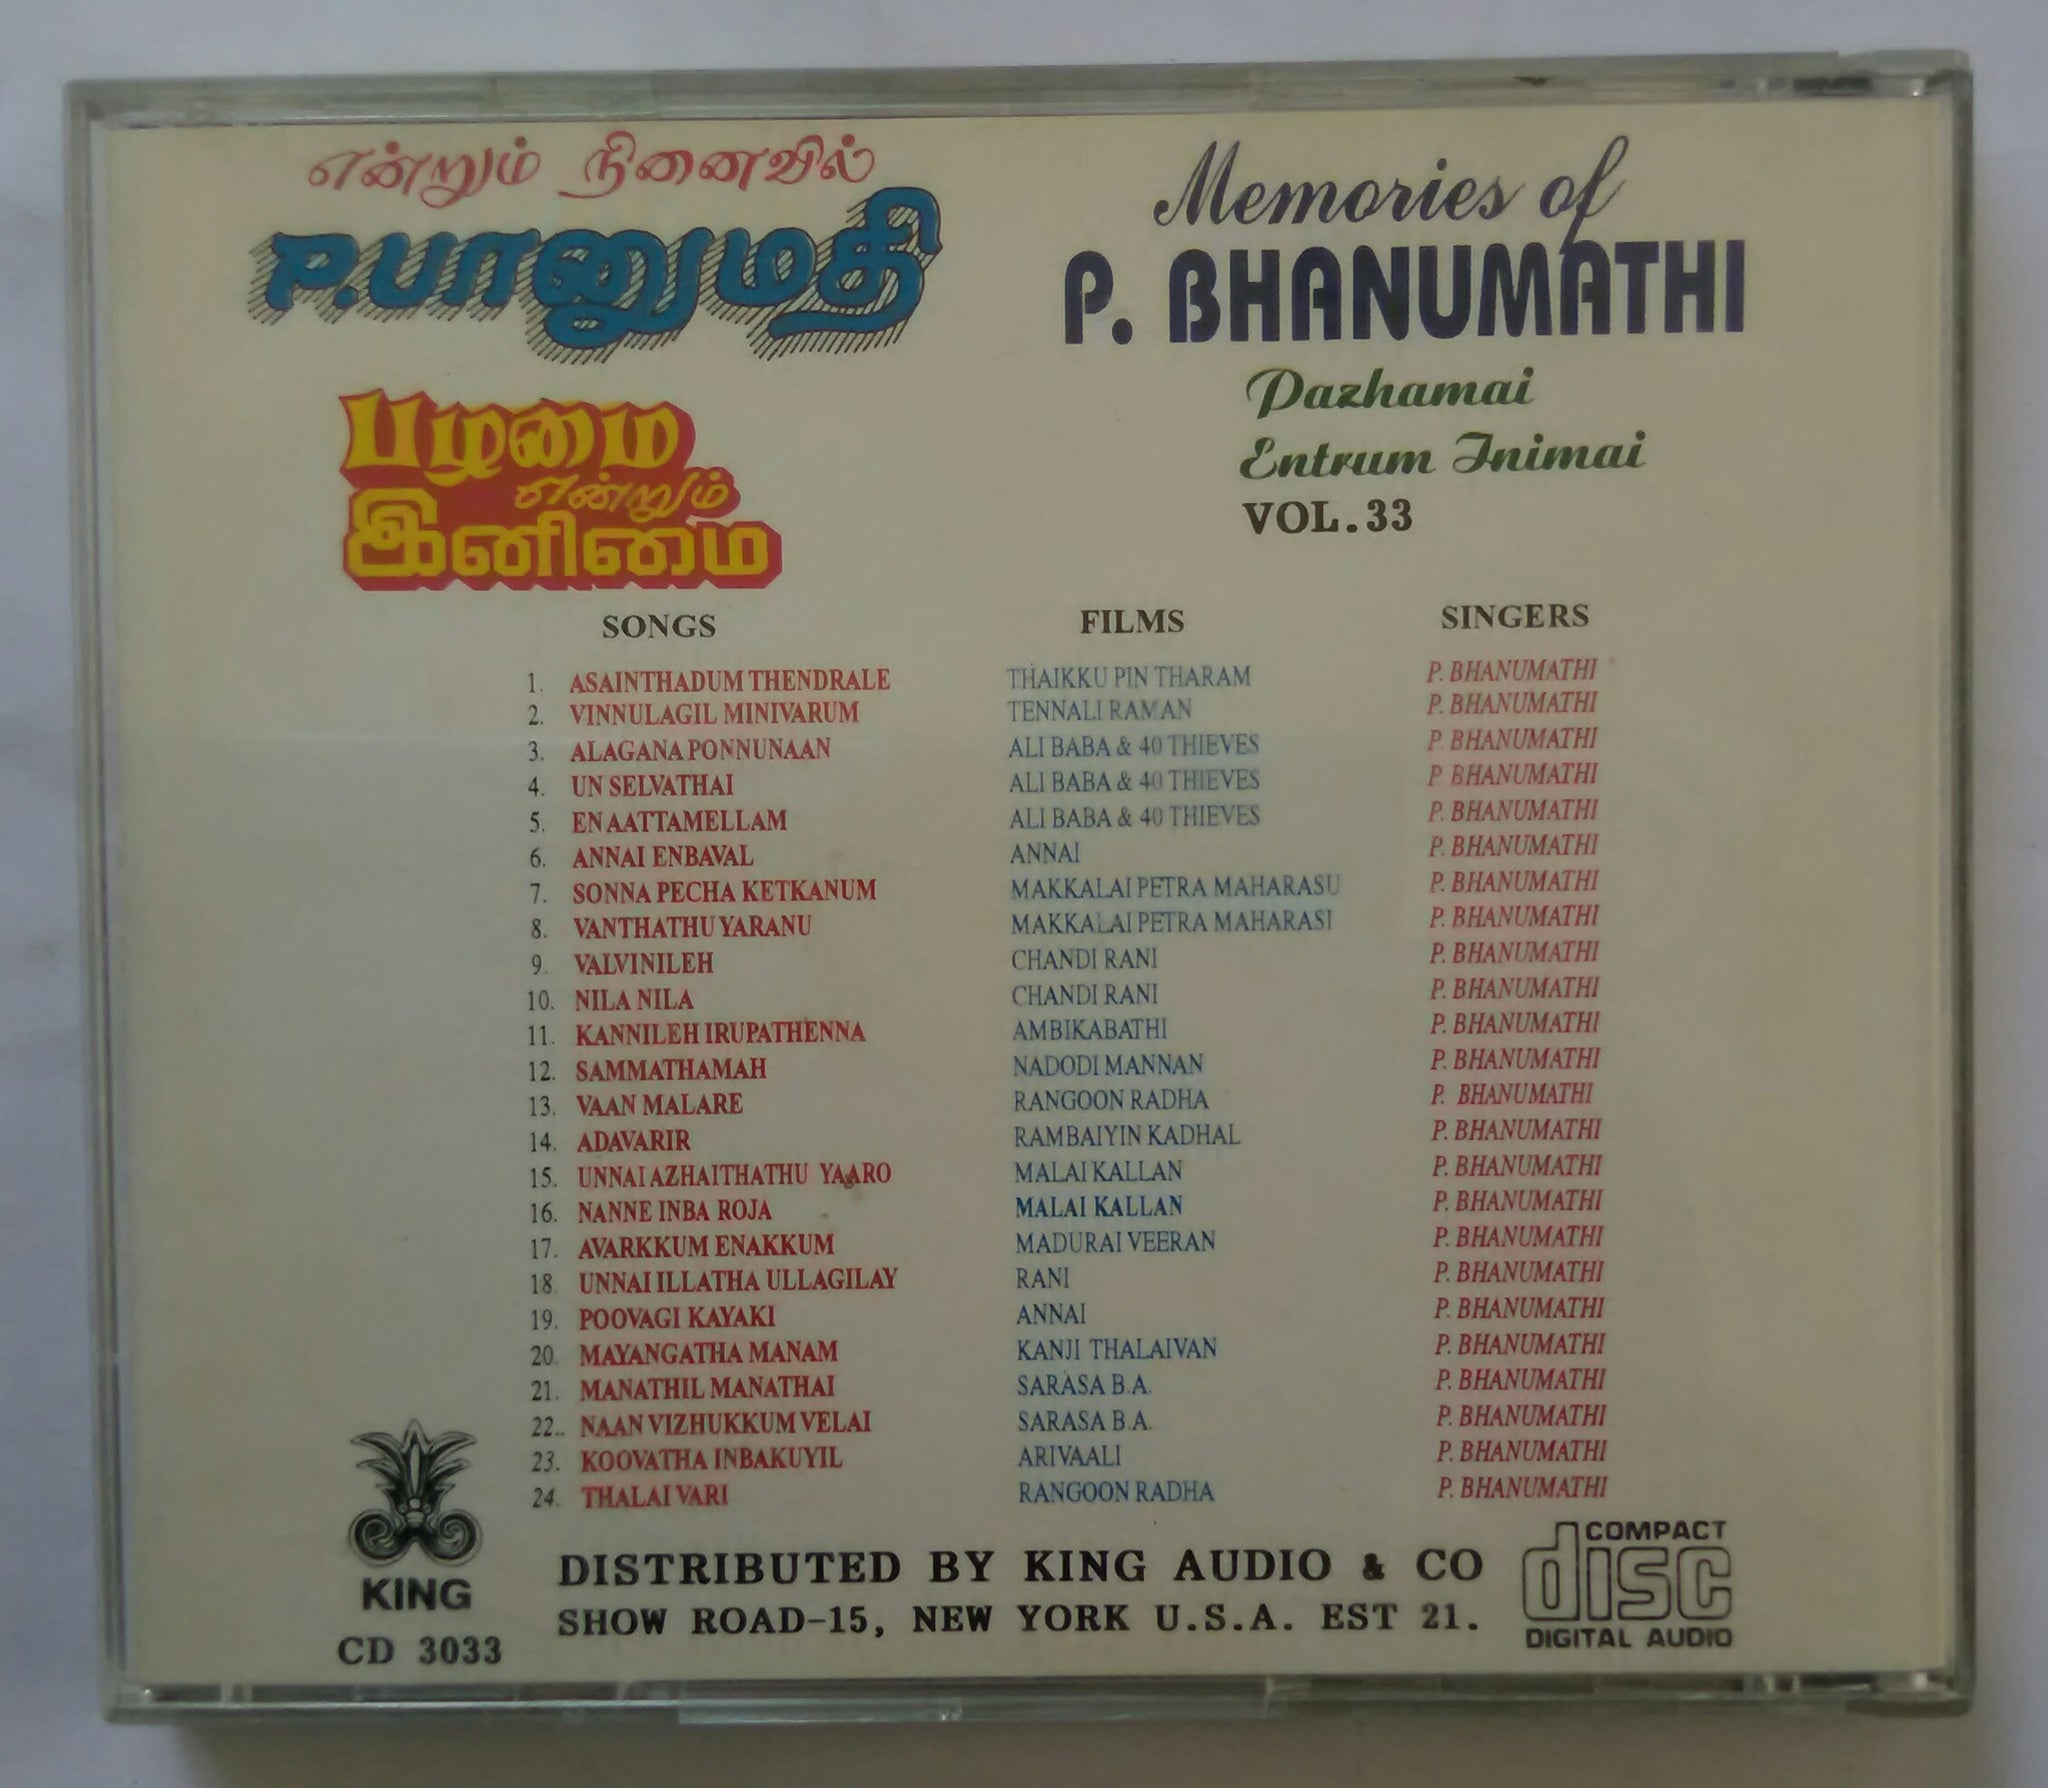 என்றும் நினைவில்
P.பானுமதி
பழமை
என்றும்
இனிமை
Memories of
P. BHANUMATHI
Pazhamai
Entrum Inimai
VOL.33
SONGS FILMS SINGERS
1. ASAINTHADUM THENDRALE THAIKKU PIN THARAM P. BHANUMATHI
2. VINNULAGIL MINIVARUM TENNALI RAMAN P. BHANUMATHI
3. ALAGANA PONNUNAAN ALI BABA & 40 THIEVES P. BHANUMATHI
4. UN SELVATHAI ALI BABA & 40 THIEVES P. BHANUMATHI
5. EN AATTAMELLAM ALI BABA & 40 THIEVES P. BHANUMATHI
6. ANNAI ENBAVAL ANNAI P. BHANUMATHI
7. SONNA PECHA KETKANUM MAKKALAI PETRA MAHARASU P. BHANUMATHI
8. VANTHATHU YARANU MAKKALAI PETRA MAHARASI P. BHANUMATHI
9. VALVINILEH CHANDI RANI P. BHANUMATHI
10. NILA NILA CHANDI RANI P. BHANUMATHI
11. KANNILEH IRUPATHENNA AMBIKABATHI P. BHANUMATHI
12. SAMMATHAMAH NADODI MANNAN P. BHANUMATHI
13. VAAN MALARE RANGOON RADHA P. BHANUMATHI
14. ADAVARIR RAMBAIYIN KADHAL P. BHANUMATHI
15. UNNAI AZHAITHATHU YAARO MALAI KALLAN P. BHANUMATHI
16. NANNE INBA ROJA MALAI KALLAN P. BHANUMATHI
17. AVARKKUM ENAKKUM MADURAI VEERAN P. BHANUMATHI
18. UNNAI ILLATHA ULLAGILAY RANI P. BHANUMATHI
19. POOVAGI KAYAKI ANNAI P. BHANUMATHI
20. MAYANGATHA MANAM KANJI THALAIVAN P. BHANUMATHI
21. MANATHIL MANATHAI SARASA B.A. P. BHANUMATHI
22.. NAAN VIZHUKKUM VELAI SARASA B.A. P. BHANUMATHI
23. KOOVATHA INBAKUYIL ARIVAALI P. BHANUMATHI
24. THALAI VARI RANGOON RADHA P. BHANUMATHI
KING
CD 3033
DISTRIBUTED BY KING AUDIO & CO
SHOW ROAD-15, NEW YORK U.S.A. EST 21.
COMPACT
disc
DIGITAL AUDIO